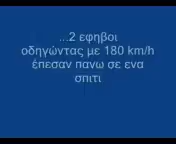 ...2 εφηβοι
οδηγώντας με 180 km/h
έπεσαν πανω σε ενα
σπιτι